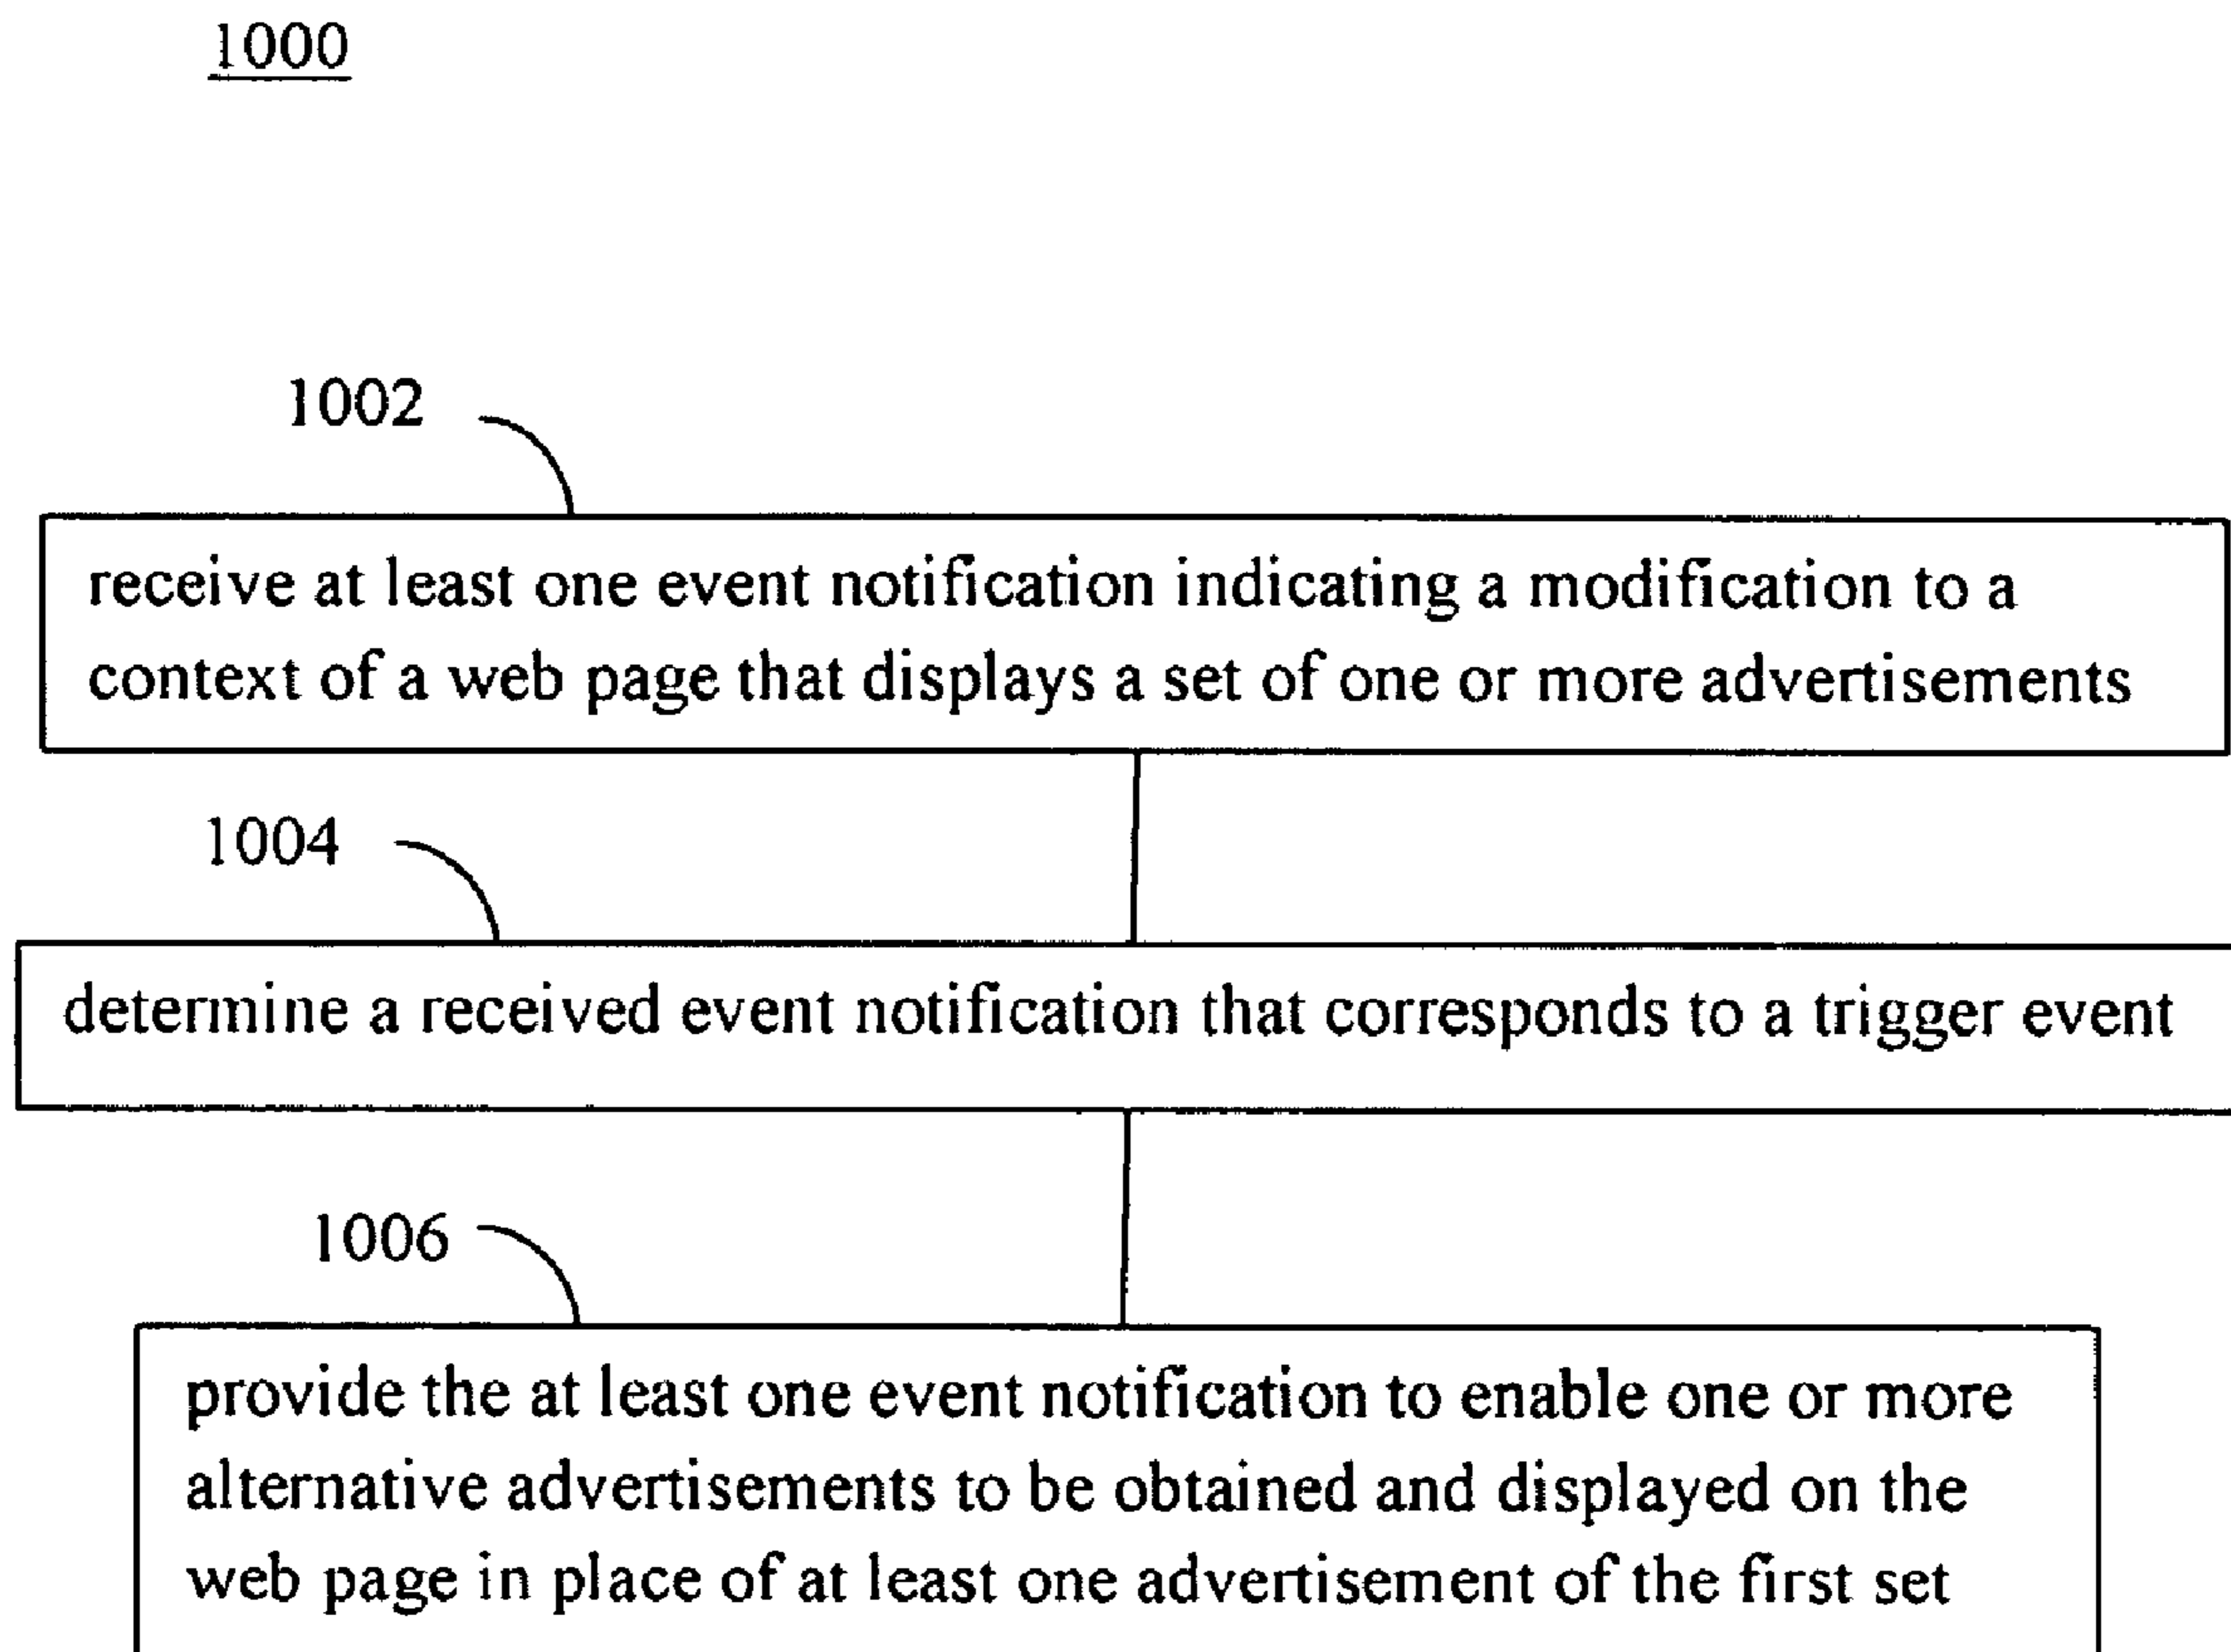 1000
1002
receive at least one event notification indicating a modification to a
context of a web page that displays a set of one or more advertisements
1004
determine a received event notification that corresponds to a trigger event
1006
provide the at least one event notification to enable one or more
alternative advertisements to be obtained and displayed on the
web page in place of at least one advertisement of the first set